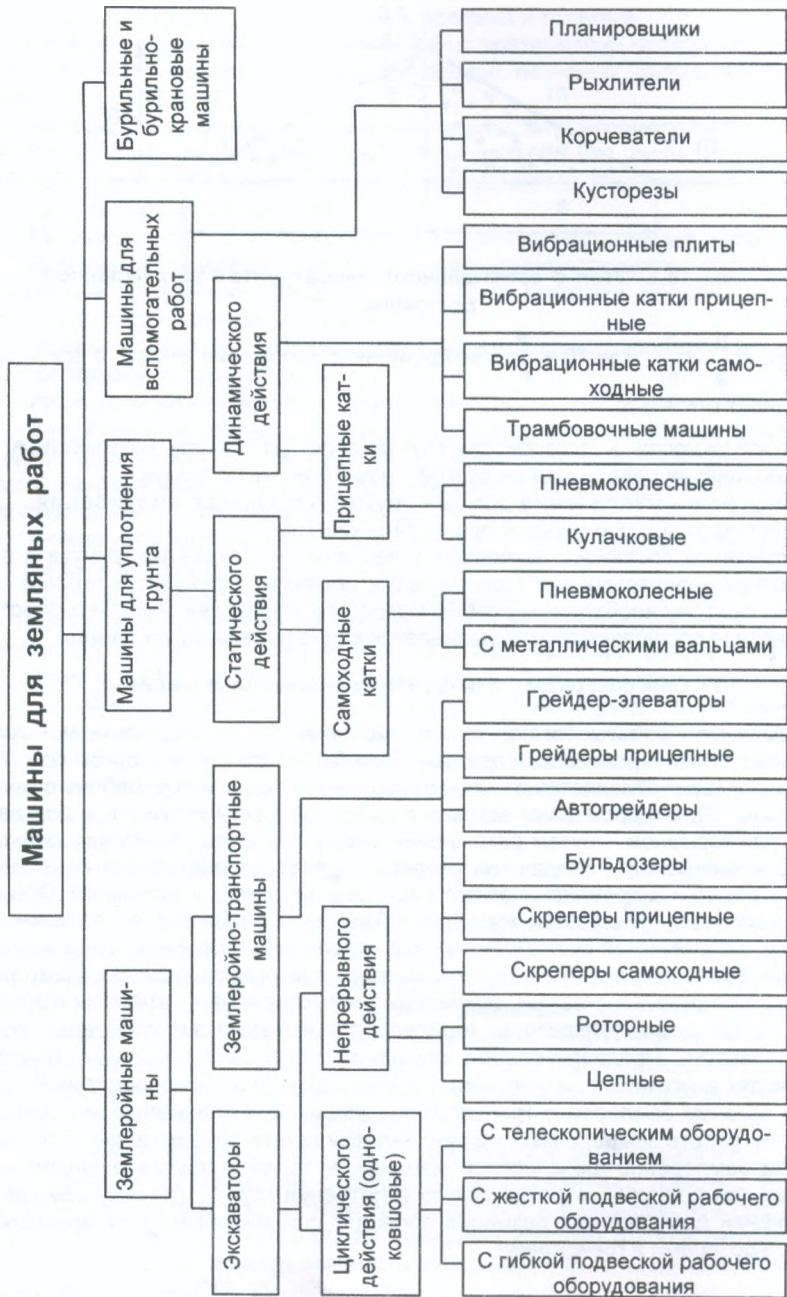 Машины для земляных работ
Землеройные маши-
ны
Землеройно-транспортные
машины
Машины для уплотнения
грунта
Машины для
вспомогательных
работ
Бурильные и
бурильно-
крановые
машины
Экскаваторы
Статического
действия
Динамического
действия
Циклического
действия (одно-
ковшовые)
Непрерывного
действия
Самоходные
катки
Прицепные кат-
ки
С гибкой подвеской рабочего
оборудования
С жесткой подвеской рабочего
оборудования
С телескопическим оборудо-
ванием
Цепные
Роторные
Скреперы самоходные
Скреперы прицепные
Бульдозеры
Автогрейдеры
Грейдеры прицепные
Грейдер-элеваторы
С металлическими вальцами
Пневмоколесные
Кулачковые
Пневмоколесные
Трамбовочные машины
Вибрационные катки само-
ходные
Вибрационные катки прицеп-
ные
Вибрационные плиты
Кусторезы
Корчеватели
Рыхлители
Планировщики